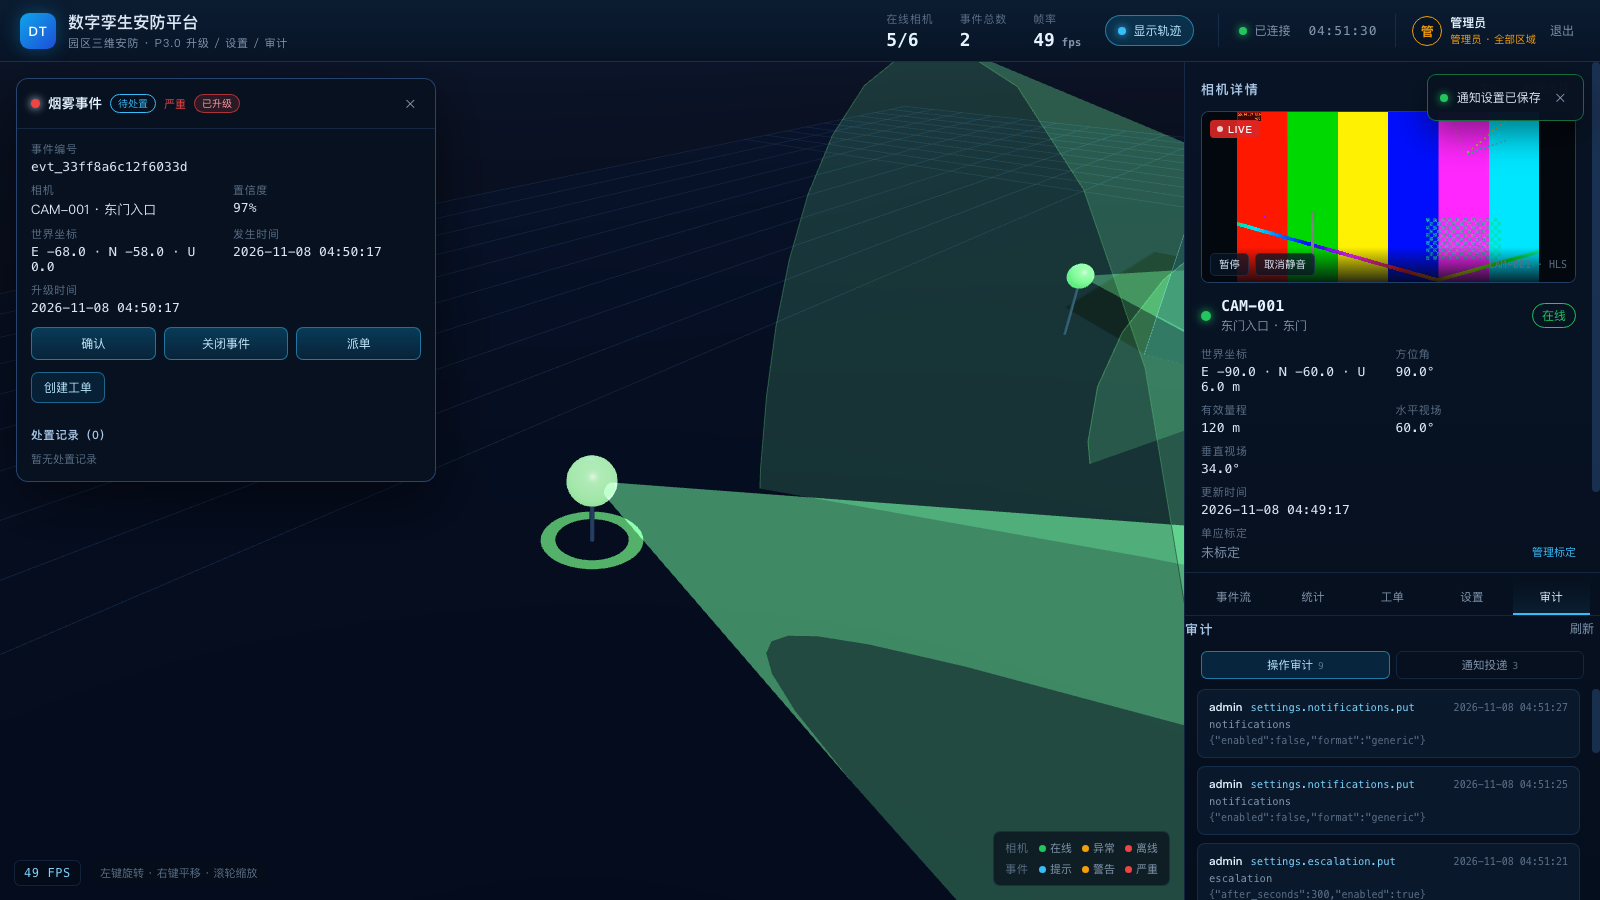 DT
数字孪生安防平台
园区三维安防 · P3.0 升级 / 设置 / 审计
在线相机
5/6
事件总数
2
帧率
49 fps
显示轨迹
已连接
04:51:30
管
管理员
管理员 · 全部区域
退出
烟雾事件
待处置
严重
已升级
×
事件编号
evt_33ff8a6c12f6033d
相机
CAM-001 · 东门入口
置信度
97%
世界坐标
E -68.0 · N -58.0 · U
0.0
发生时间
2026-11-08 04:50:17
升级时间
2026-11-08 04:50:17
确认
关闭事件
派单
创建工单
处置记录 (0)
暂无处置记录
49 FPS
左键旋转 · 右键平移 · 滚轮缩放
相机
在线
异常
离线
事件
提示
警告
严重
相机详情
通知设置已保存
×
LIVE
暂停
取消静音
· HLS
CAM-001
东门入口 · 东门
在线
世界坐标
E -90.0 · N -60.0 · U
6.0 m
方位角
90.0°
有效量程
120 m
水平视场
60.0°
垂直视场
34.0°
更新时间
2026-11-08 04:49:17
单应标定
未标定
管理标定
事件流
统计
工单
设置
审计
审计
刷新
操作审计 9
通知投递 3
admin settings.notifications.put 2026-11-08 04:51:27
notifications
{"enabled":false,"format":"generic"}
admin settings.notifications.put 2026-11-08 04:51:25
notifications
{"enabled":false,"format":"generic"}
admin settings.escalation.put 2026-11-08 04:51:21
escalation
{"after_seconds":300,"enabled":true}